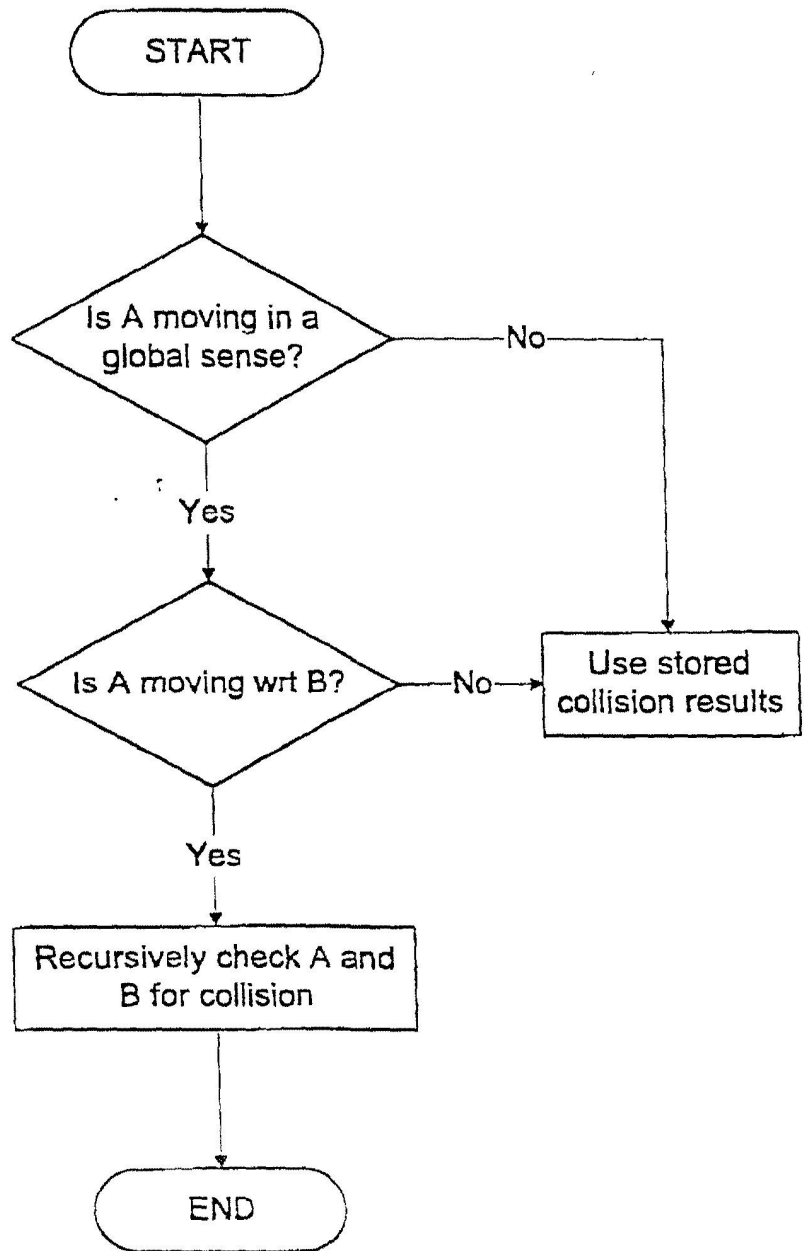 START
Is A moving in a
global sense?
No
Yes
Is A moving wrt B?
No
Use stored
collision results
Yes
Recursively check A and
B for collision
END